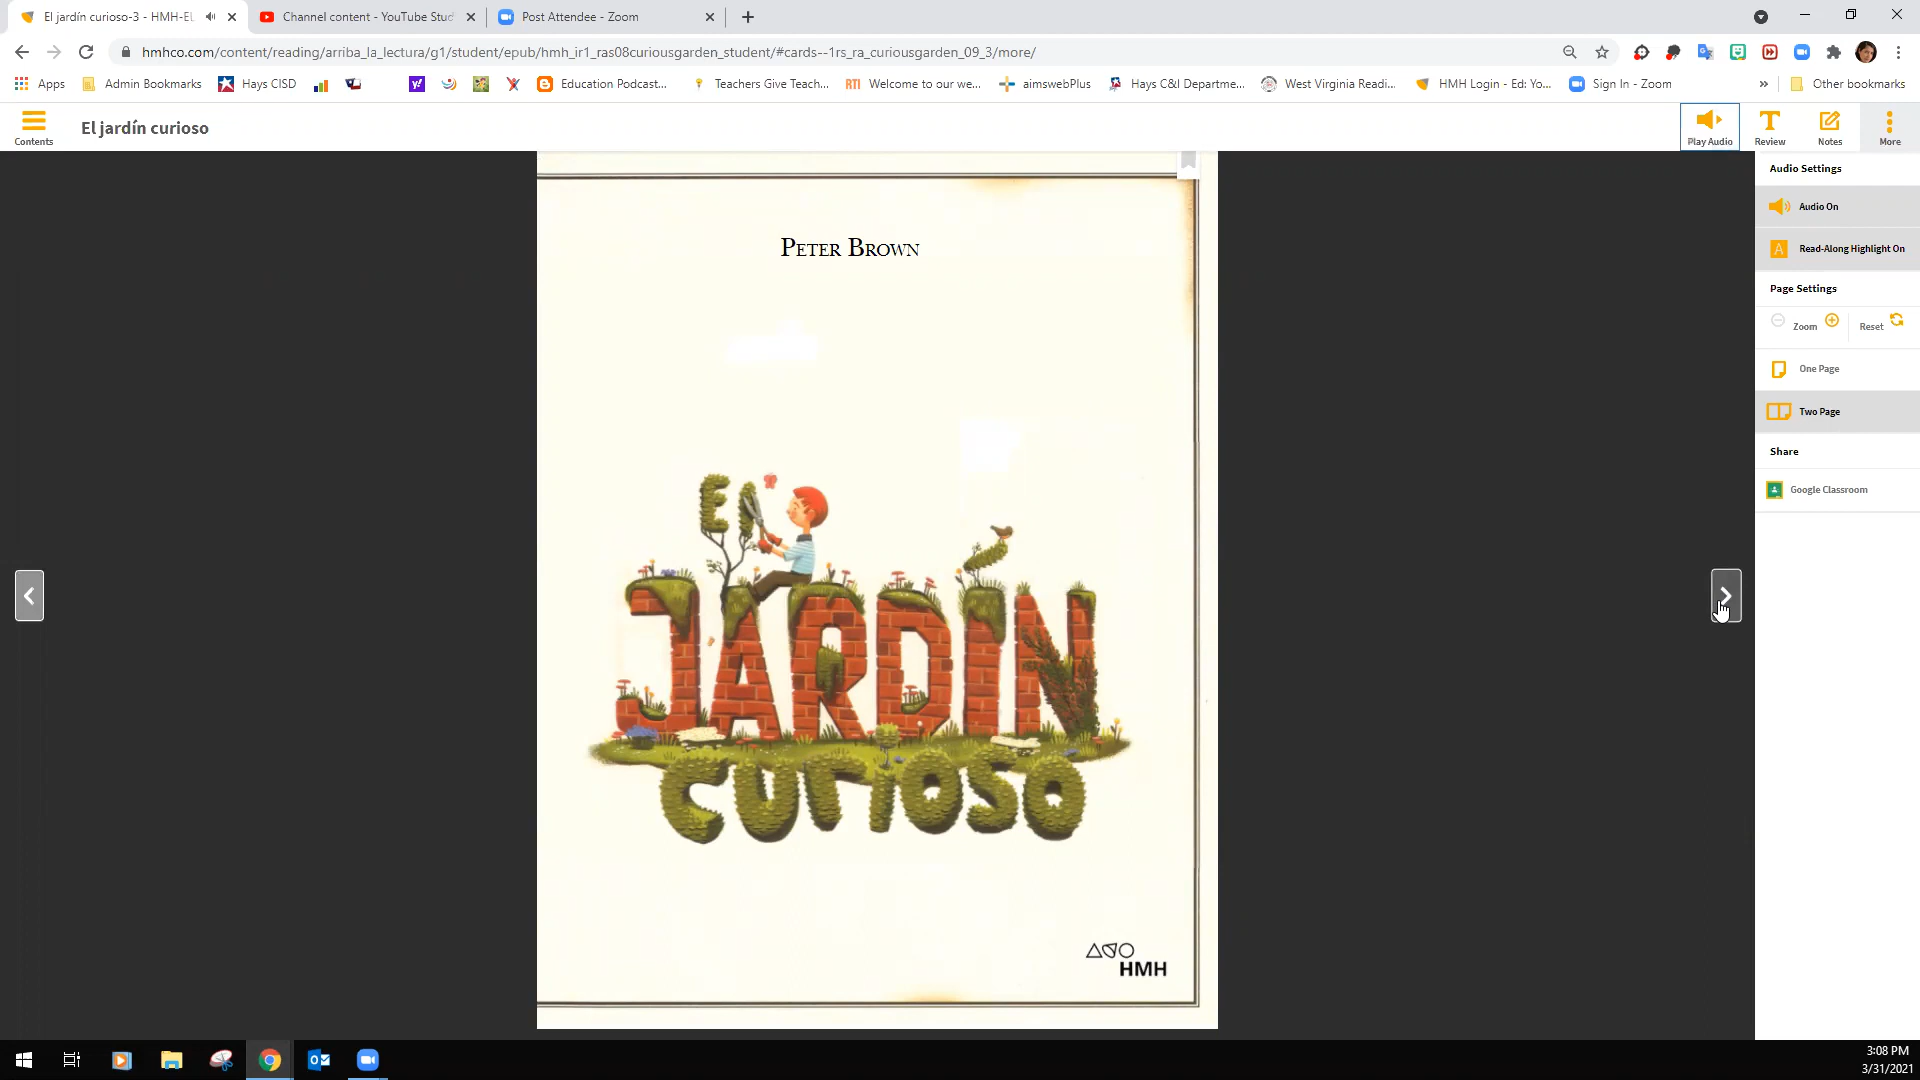 El jardín curioso-3 - HMH-EL
Channel content - YouTube Stud
Post Attendee - Zoom
hmhco.com/content/reading/arriba_la_lectura/g1/student/epub/hmh_ir1_ras08curiousgarden_student/#cards--1rs_ra_curiousgarden_09_3/more/
Apps
Admin Bookmarks
Hays CISD
Education Podcast...
Teachers Give Teach...
RTI Welcome to our we...
aimswebPlus
Hays C&I Departme...
West Virginia Readi...
HMH Login - Ed: Yo...
Sign In - Zoom
»
Other bookmarks
Contents
El jardín curioso
Play Audio
Review
Notes
More
Audio Settings
Audio On
A Read-Along Highlight On
Page Settings
Zoom
Reset
One Page
Two Page
Share
Google Classroom
PETER BROWN
El
JARDÍN
CURIOSO
HMH
3:08 PM
3/31/2021